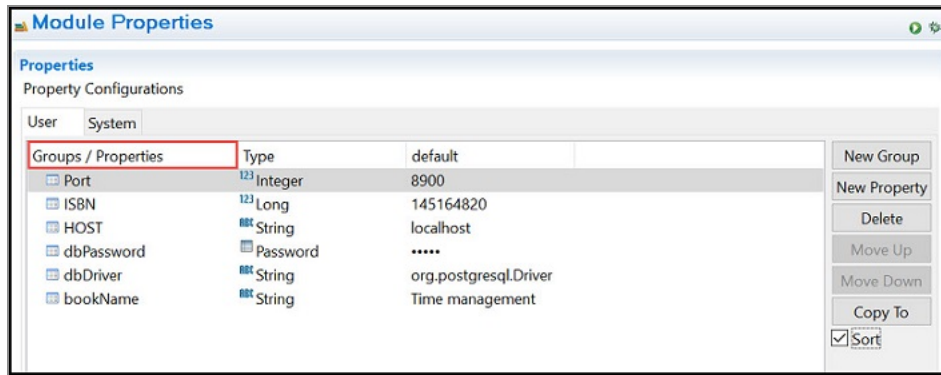 Module Properties
Properties
Property Configurations
User System
Groups / Properties Type default New Group
Port 123 Integer 8900 New Property
ISBN 123 Long 145164820 Delete
HOST ABC String localhost Move Up
dbPassword Password ••••• Move Down
dbDriver ABC String org.postgresql.Driver Copy To
bookName ABC String Time management Sort